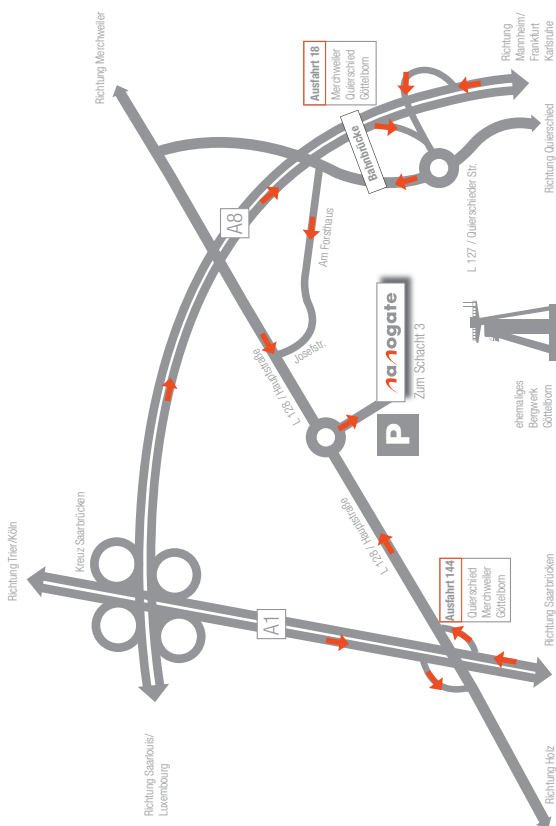 Richtung Merchweiler
Ausfahrt 18
Merchweiler
Quierschied
Göttelborn
Richtung
Mannheim/
Frankfurt
Karlsruhe
Bahnbrücke
A8
Am Forsthaus
Richtung Quierschied
L 127 / Quierschieder Str.
Josefstr.
L 128 / Hauptstraße
nanogate
Zum Schacht 3
P
ehemaliges
Bergwerk
Göttelborn
Richtung Trier/Köln
Kreuz Saarbrücken
L 128 / Hauptstraße
A1
Ausfahrt 144
Quierschied
Merchweiler
Göttelborn
Richtung Saarbrücken
Richtung Saarlouis/
Luxembourg
Richtung Holz